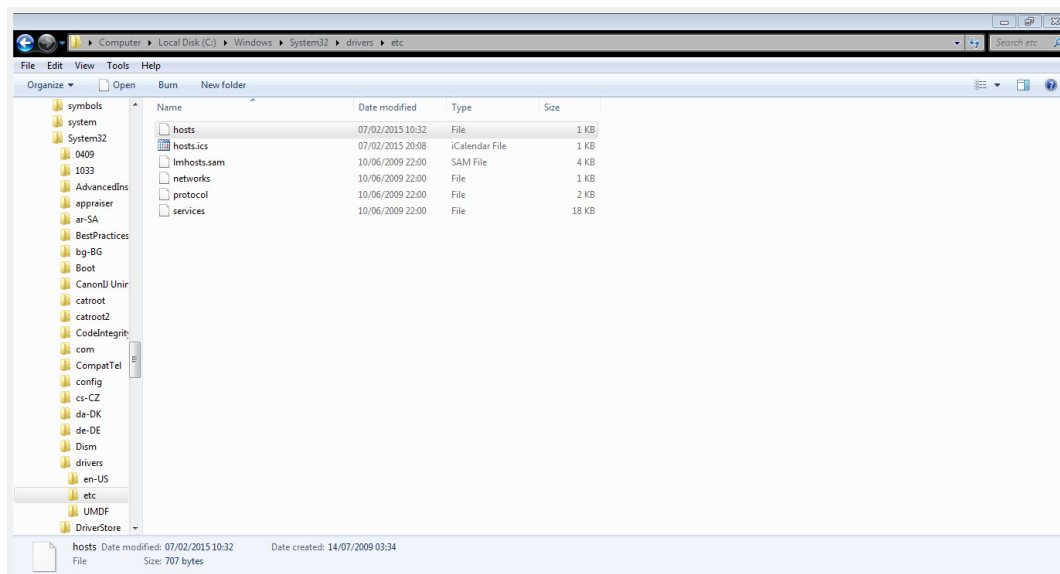 Computer Local Disk (C:) Windows System32 drivers etc Search etc
File Edit View Tools Help
Organize Open Burn New folder
symbols
system
System32
0409
1033
AdvancedIns
appraiser
ar-SA
BestPractices
bg-BG
Boot
CanonIJ Unir
catroot
catroot2
CodeIntegrity
com
CompatTel
config
cs-CZ
da-DK
de-DE
Dism
drivers
en-US
etc
UMDF
DriverStore
Name Date modified Type Size
hosts 07/02/2015 10:32 File 1 KB
hosts.ics 07/02/2015 20:08 iCalendar File 1 KB
lmhosts.sam 10/06/2009 22:00 SAM File 4 KB
networks 10/06/2009 22:00 File 1 KB
protocol 10/06/2009 22:00 File 2 KB
services 10/06/2009 22:00 File 18 KB
hosts Date modified: 07/02/2015 10:32 Date created: 14/07/2009 03:34
File Size: 707 bytes